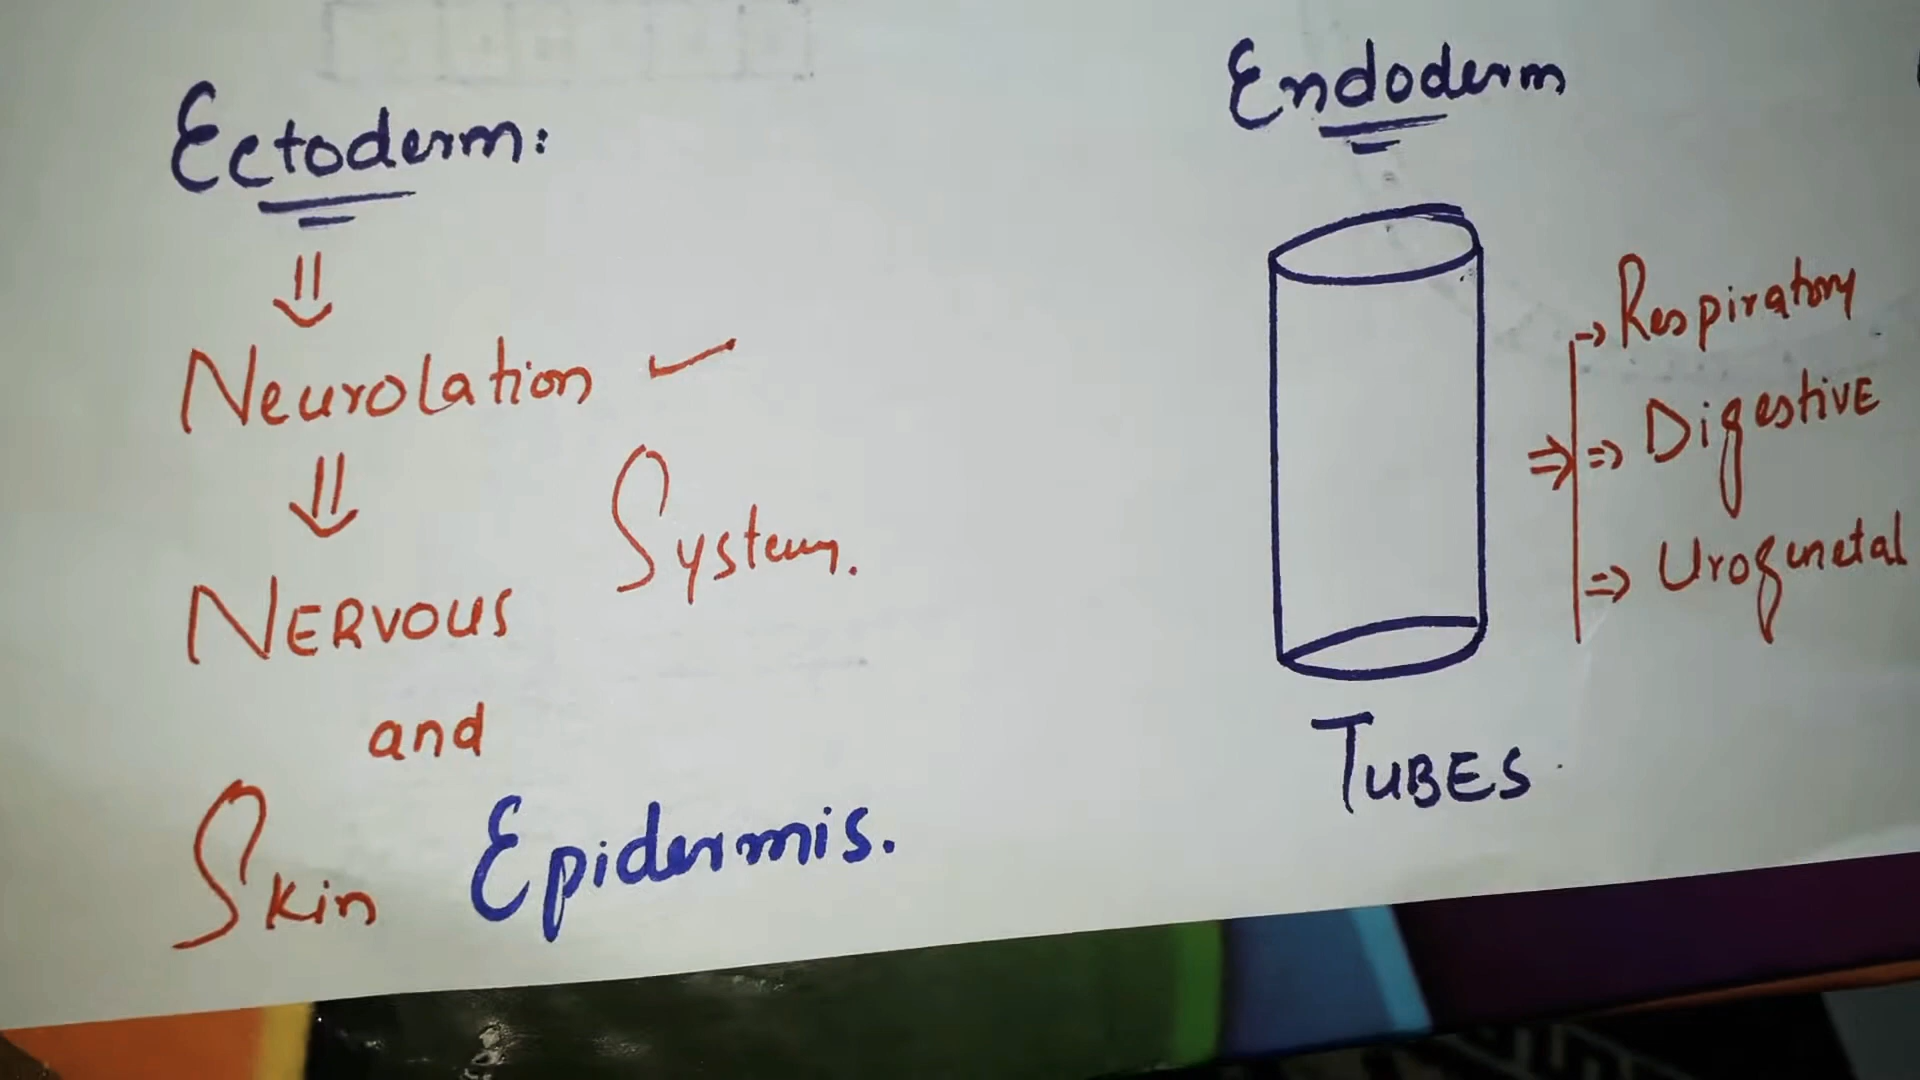 Ectoderm:
Neurolation
NERVOUS System.
and
Skin Epidermis.
Endoderm
Respiratory
DigestivE
Urogenetal
TUBES